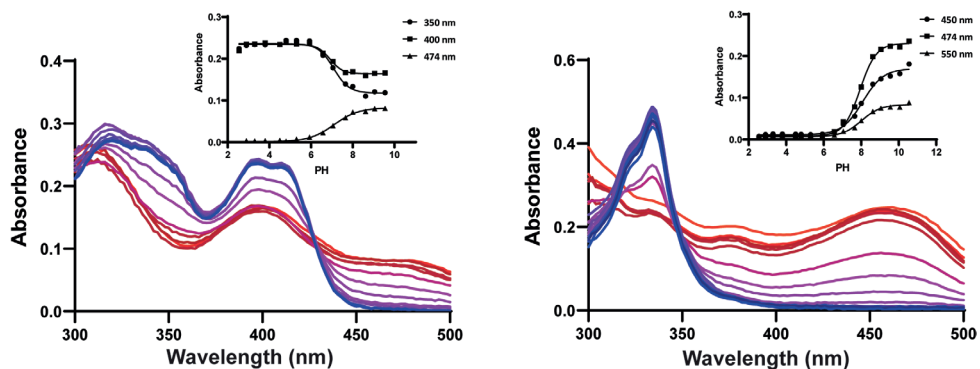 0.3
0.2
0.1
0.0
Absorbance
2 4 6 8 10
PH
350 nm
400 nm
474 nm
0.4
0.3
0.2
0.1
0.0
Absorbance
300 350 400 450 500
Wavelength (nm)
0.3
0.2
0.1
0.0
Absorbance
2 4 6 8 10 12
PH
450 nm
474 nm
550 nm
0.6
0.4
0.2
0.0
Absorbance
300 350 400 450 500
Wavelength (nm)